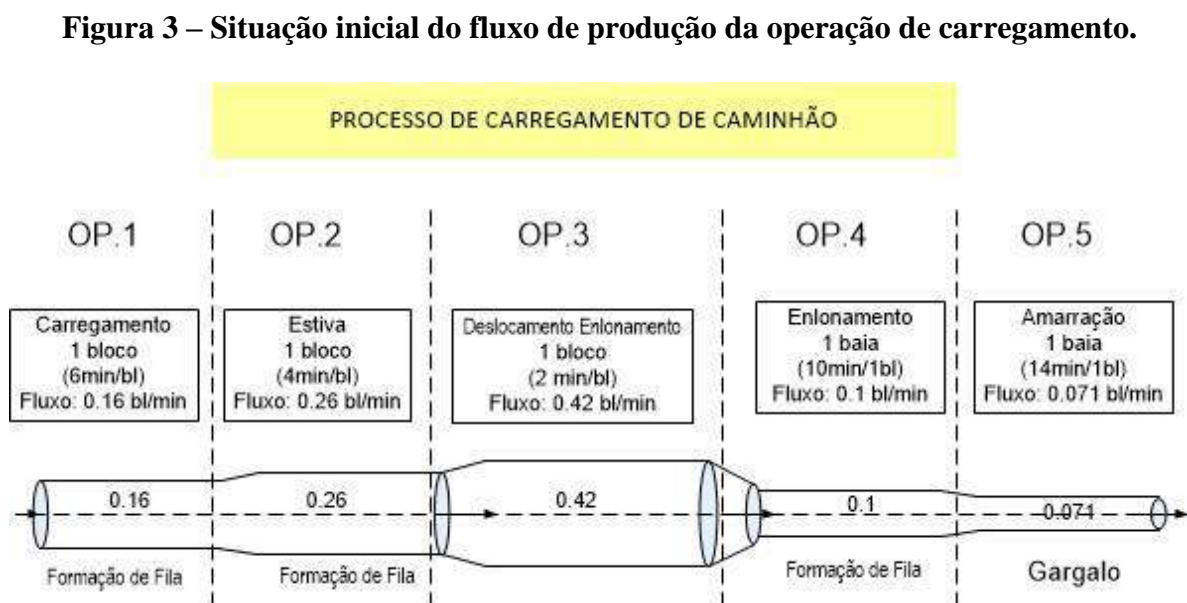 Figura 3 – Situação inicial do fluxo de produção da operação de carregamento.
PROCESSO DE CARREGAMENTO DE CAMINHÃO
OP.1
OP.2
OP.3
OP.4
OP.5
Carregamento
1 bloco
(6min/bl)
Fluxo: 0.16 bl/min
Estiva
1 bloco
(4min/bl)
Fluxo: 0.26 bl/min
Deslocamento Enlonamento
1 bloco
(2 min/bl)
Fluxo: 0.42 bl/min
Enlonamento
1 baia
(10min/1bl)
Fluxo: 0.1 bl/min
Amarração
1 baia
(14min/1bl)
Fluxo: 0.071 bl/min
0.16
0.26
0.42
0.1
0.071
Formação de Fila
Formação de Fila
Formação de Fila
Gargalo